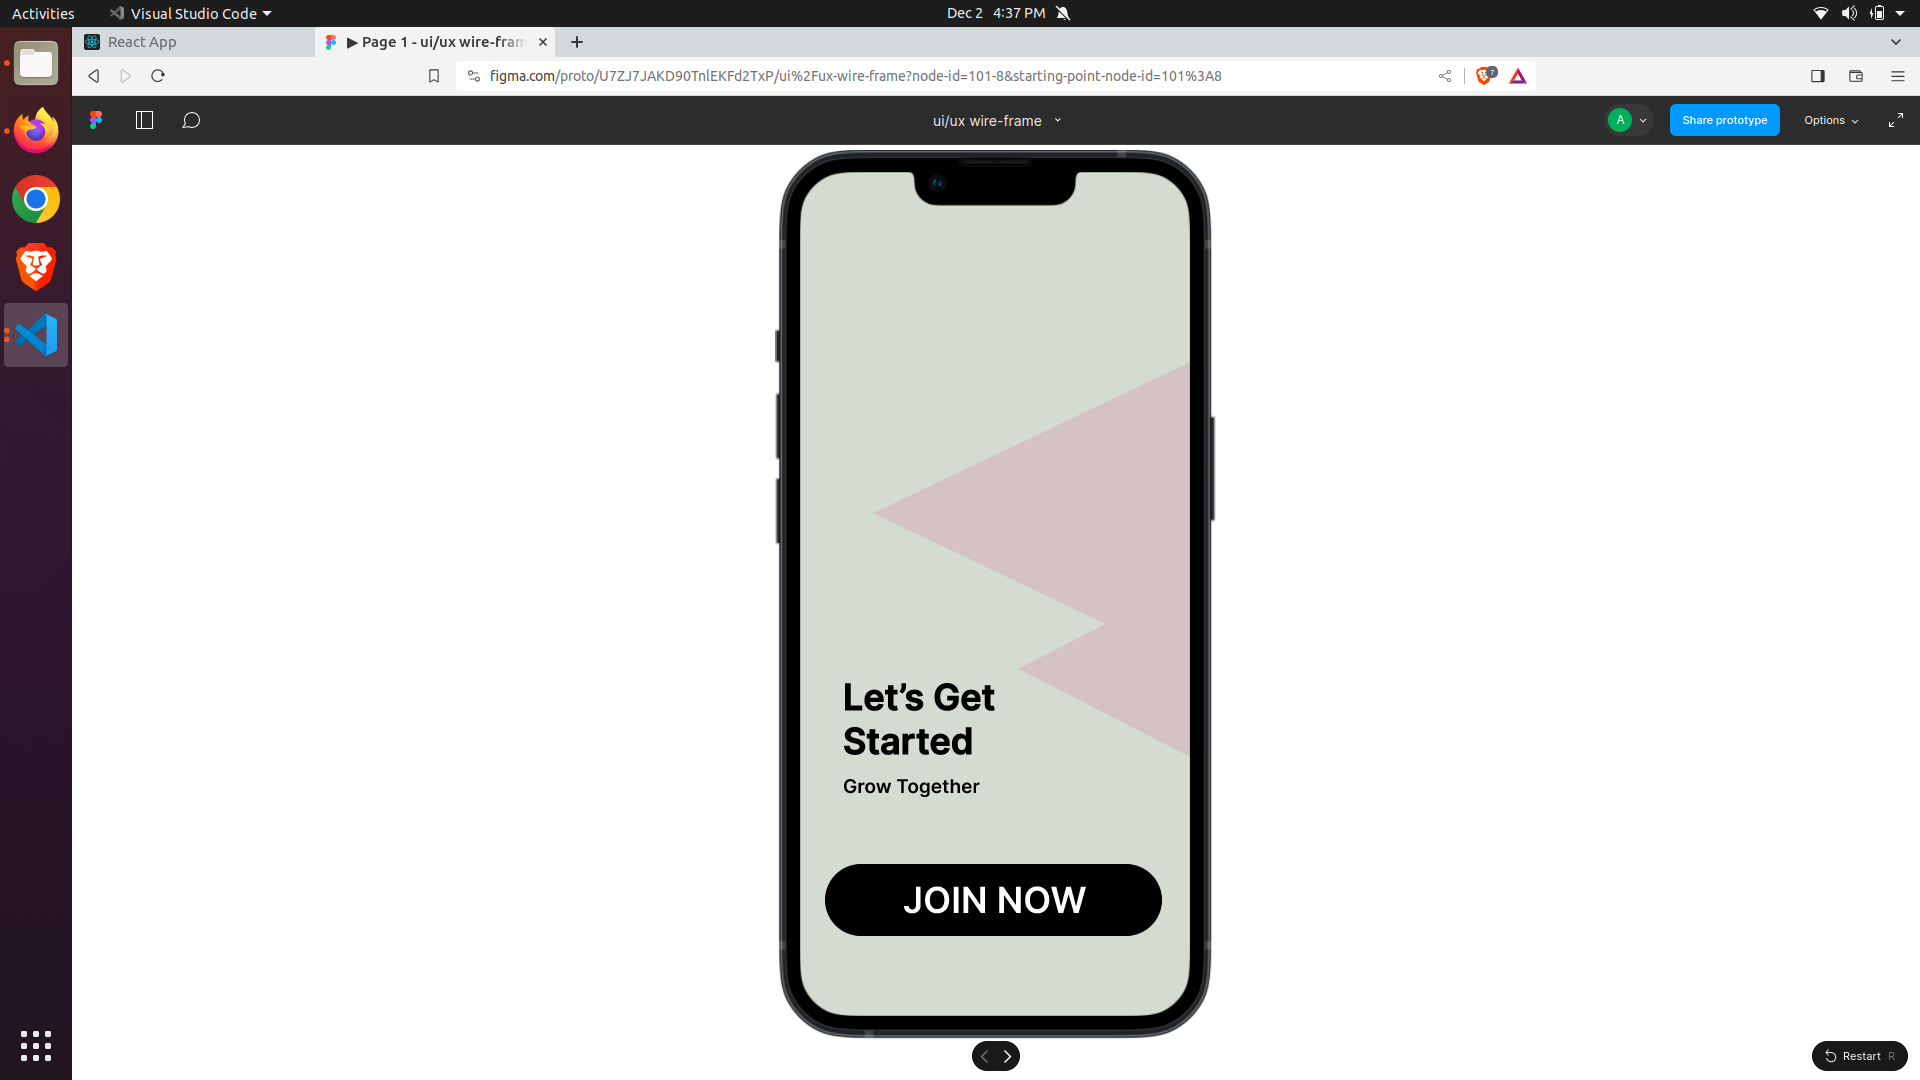 Activities
Visual Studio Code
Dec 2 4:37 PM
React App
▶ Page 1 - ui/ux wire-fram
figma.com/proto/U7ZJ7JAKD90TnlEKFd2TxP/ui%2Fux-wire-frame?node-id=101-8&starting-point-node-id=101%3A8
7
ui/ux wire-frame
A
Share prototype
Options
Let’s Get
Started
Grow Together
JOIN NOW
Restart R